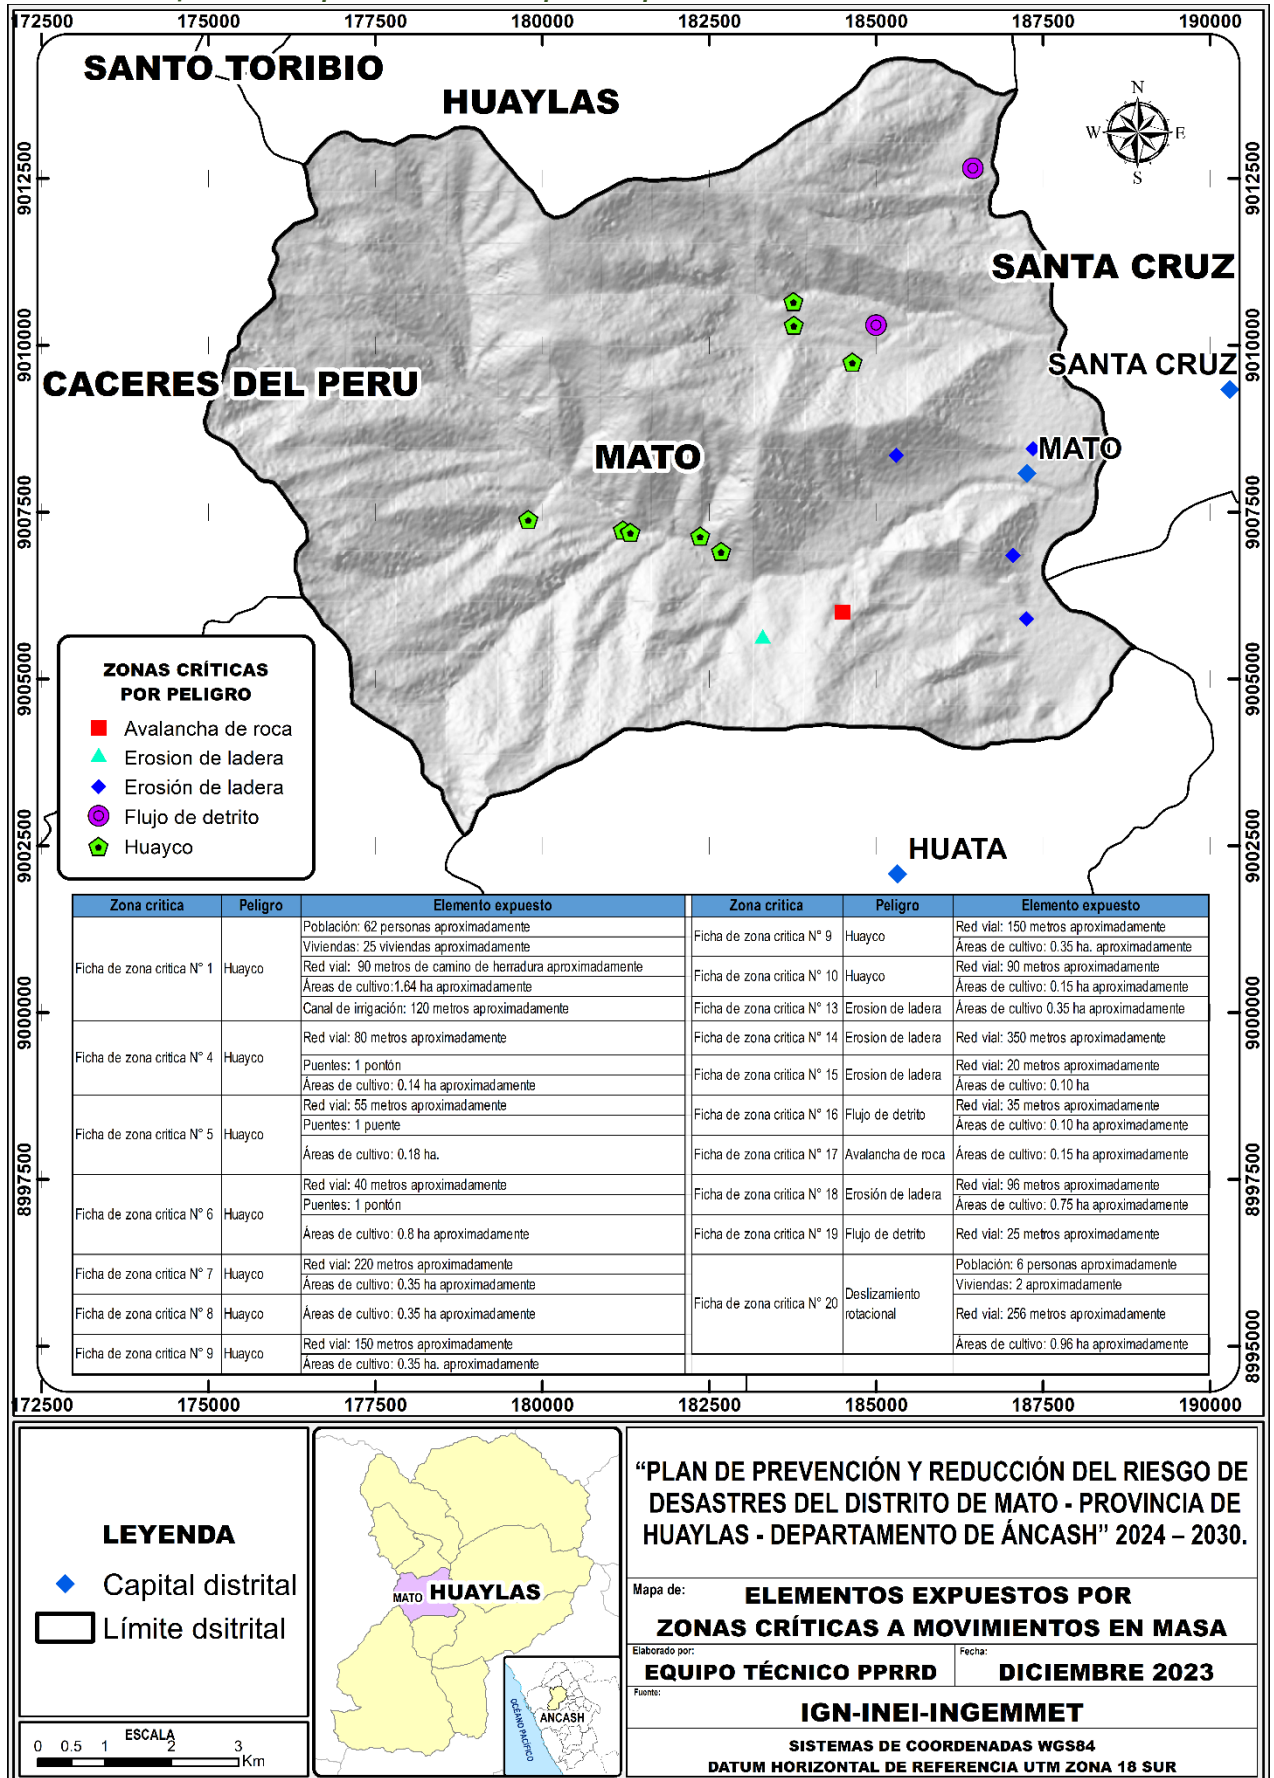 172500 175000 177500 180000 182500 185000 187500 190000
SANTO TORIBIO
HUAYLAS
N
W E
S
9012500
9012500
SANTA CRUZ
9010000
9010000
SANTA CRUZ
CACERES DEL PERU
MATO
MATO
9007500
9007500
9005000
9005000
ZONAS CRÍTICAS
POR PELIGRO
Avalancha de roca
Erosion de ladera
Erosión de ladera
Flujo de detrito
Huayco
9002500
9002500
HUATA
9000000
9000000
8997500
8997500
8995000
Zona critica Peligro Elemento expuesto
Ficha de zona critica N° 1 Huayco
Población: 62 personas aproximadamente
Viviendas: 25 viviendas aproximadamente
Red vial: 90 metros de camino de herradura aproximadamente
Áreas de cultivo:1.64 ha aproximadamente
Canal de irrigación: 120 metros aproximadamente
Ficha de zona critica N° 4 Huayco
Red vial: 80 metros aproximadamente
Puentes: 1 pontón
Áreas de cultivo: 0.14 ha aproximadamente
Ficha de zona critica N° 5 Huayco
Red vial: 55 metros aproximadamente
Puentes: 1 puente
Áreas de cultivo: 0.18 ha.
Ficha de zona critica N° 6 Huayco
Red vial: 40 metros aproximadamente
Puentes: 1 pontón
Áreas de cultivo: 0.8 ha aproximadamente
Ficha de zona critica N° 7 Huayco
Red vial: 220 metros aproximadamente
Áreas de cultivo: 0.35 ha aproximadamente
Ficha de zona critica N° 8 Huayco
Áreas de cultivo: 0.35 ha aproximadamente
Ficha de zona critica N° 9 Huayco
Red vial: 150 metros aproximadamente
Áreas de cultivo: 0.35 ha. aproximadamente
Zona critica Peligro Elemento expuesto
Ficha de zona critica N° 9 Huayco
Red vial: 150 metros aproximadamente
Áreas de cultivo: 0.35 ha. aproximadamente
Ficha de zona critica N° 10 Huayco
Red vial: 90 metros aproximadamente
Áreas de cultivo: 0.15 ha aproximadamente
Ficha de zona critica N° 13 Erosion de ladera Áreas de cultivo 0.35 ha aproximadamente
Ficha de zona critica N° 14 Erosion de ladera Red vial: 350 metros aproximadamente
Ficha de zona critica N° 15 Erosion de ladera
Red vial: 20 metros aproximadamente
Áreas de cultivo: 0.10 ha
Ficha de zona critica N° 16 Flujo de detrito
Red vial: 35 metros aproximadamente
Áreas de cultivo: 0.10 ha aproximadamente
Ficha de zona critica N° 17 Avalancha de roca Áreas de cultivo: 0.15 ha aproximadamente
Ficha de zona critica N° 18 Erosión de ladera
Red vial: 96 metros aproximadamente
Áreas de cultivo: 0.75 ha aproximadamente
Ficha de zona critica N° 19 Flujo de detrito Red vial: 25 metros aproximadamente
Ficha de zona critica N° 20 Deslizamiento
rotacional
Población: 6 personas aproximadamente
Viviendas: 2 aproximadamente
Red vial: 256 metros aproximadamente
Áreas de cultivo: 0.96 ha aproximadamente
8995000
172500 175000 177500 180000 182500 185000 187500 190000
LEYENDA
Capital distrital
Límite dsitrital
ESCALA
0 0.5 1 2 3
Km
MATO HUAYLAS
OCÉANO PACÍFICO
ANCASH
“PLAN DE PREVENCIÓN Y REDUCCIÓN DEL RIESGO DE
DESASTRES DEL DISTRITO DE MATO - PROVINCIA DE
HUAYLAS - DEPARTAMENTO DE ÁNCASH” 2024 – 2030.
Mapa de:
ELEMENTOS EXPUESTOS POR
ZONAS CRÍTICAS A MOVIMIENTOS EN MASA
Elaborado por:
EQUIPO TÉCNICO PPRRD
Fecha:
DICIEMBRE 2023
Fuente:
IGN-INEI-INGEMMET
SISTEMAS DE COORDENADAS WGS84
DATUM HORIZONTAL DE REFERENCIA UTM ZONA 18 SUR